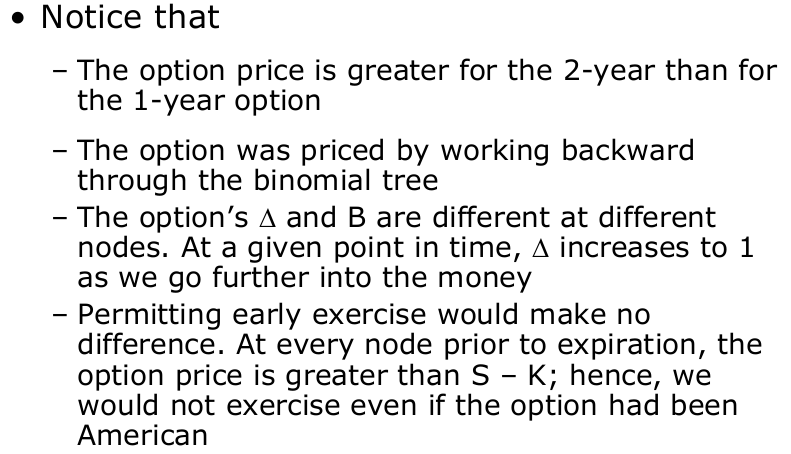 • Notice that
– The option price is greater for the 2-year than for
the 1-year option
– The option was priced by working backward
through the binomial tree
– The option’s Δ and B are different at different
nodes. At a given point in time, Δ increases to 1
as we go further into the money
– Permitting early exercise would make no
difference. At every node prior to expiration, the
option price is greater than S – K; hence, we
would not exercise even if the option had been
American